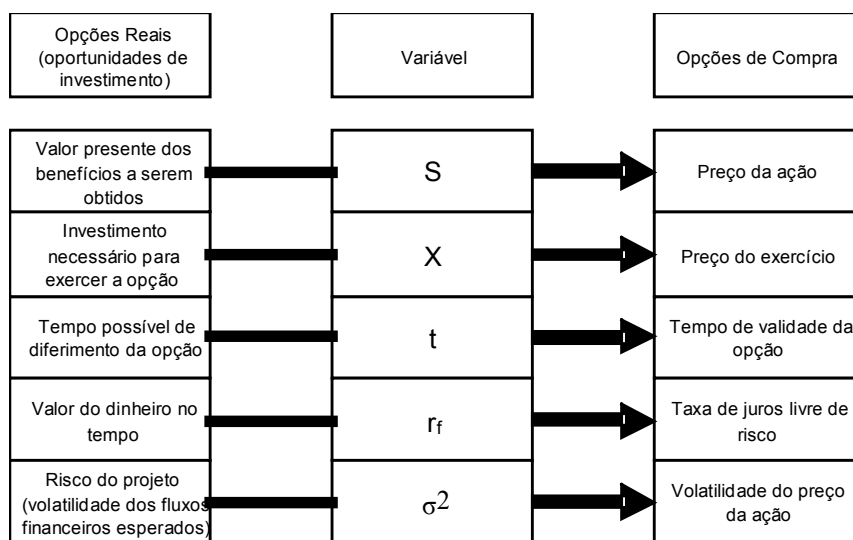 Opções Reais
(oportunidades de
investimento)
Variável
Opções de Compra
Valor presente dos
benefícios a serem
obtidos
S
Preço da ação
Investimento
necessário para
exercer a opção
X
Preço do exercício
Tempo possível de
diferimento da opção
t
Tempo de validade da
opção
Valor do dinheiro no
tempo
rf
Taxa de juros livre de
risco
Risco do projeto
(volatilidade dos fluxos
financeiros esperados)
σ2
Volatilidade do preço
da ação